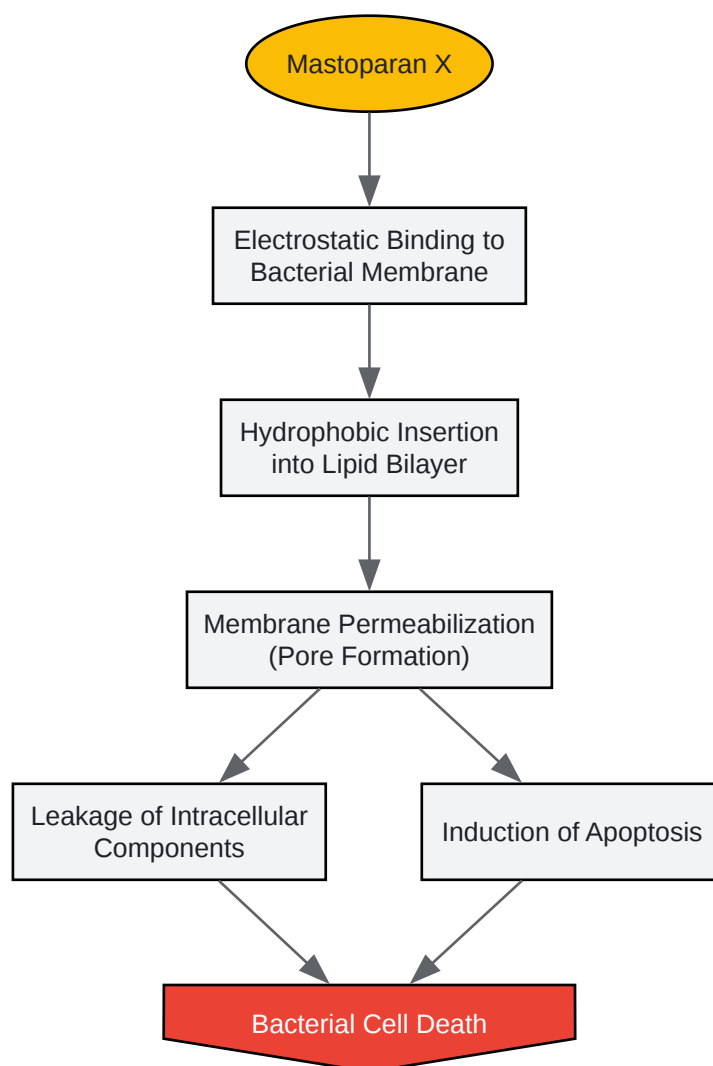 Mastoparan X
Electrostatic Binding to
Bacterial Membrane
Hydrophobic Insertion
into Lipid Bilayer
Membrane Permeabilization
(Pore Formation)
Leakage of Intracellular
Components
Induction of Apoptosis
Bacterial Cell Death